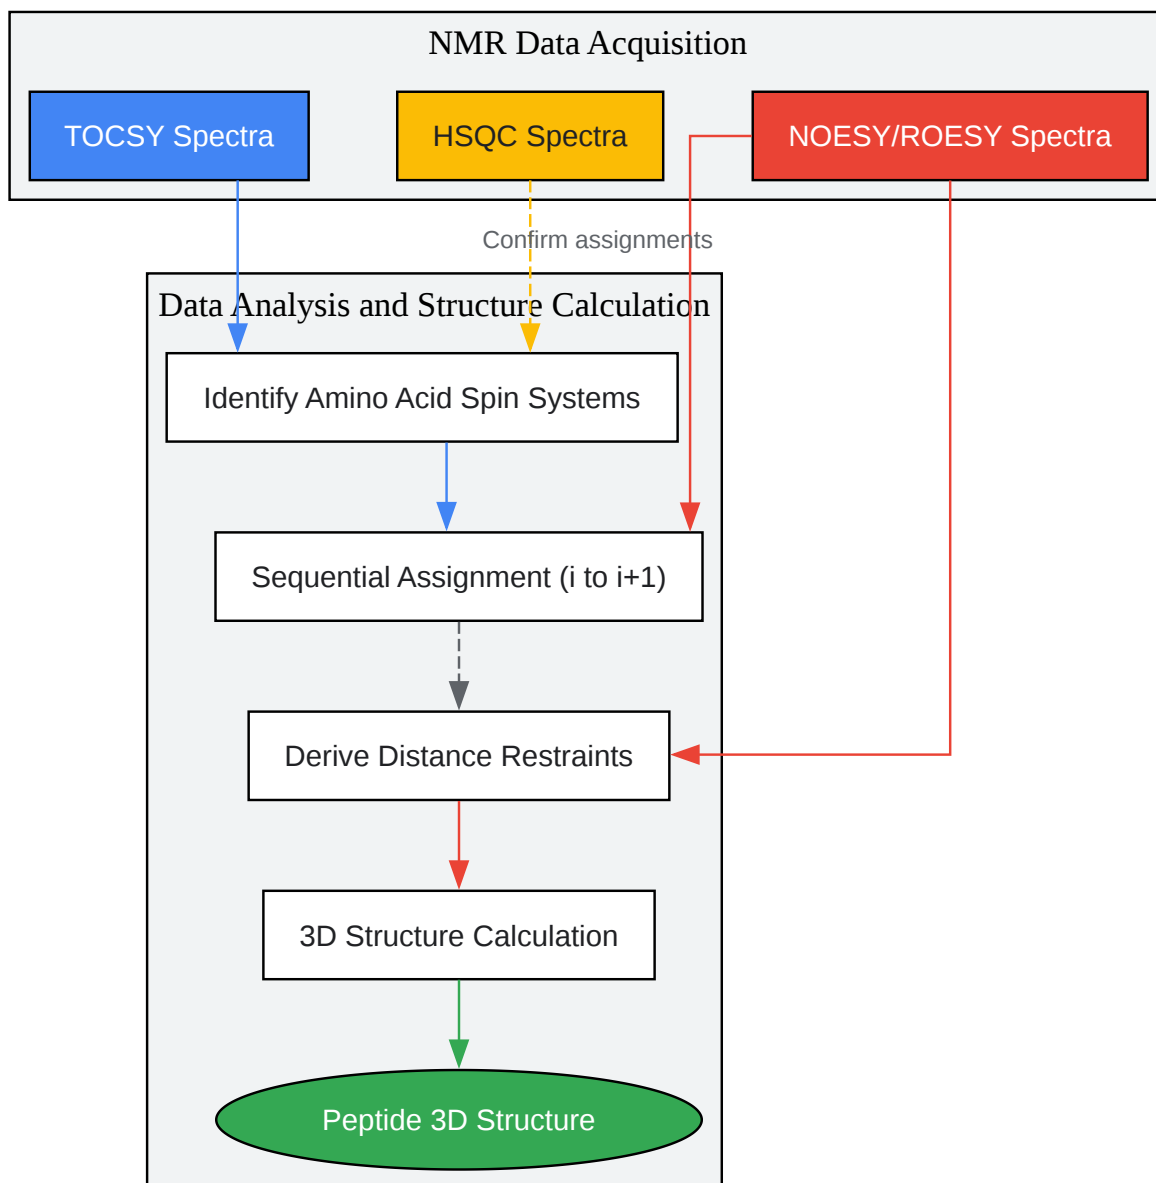 NMR Data Acquisition
TOCSY Spectra
HSQC Spectra
NOESY/ROESY Spectra
Confirm assignments
Data Analysis and Structure Calculation
Identify Amino Acid Spin Systems
Sequential Assignment (i to i+1)
Derive Distance Restraints
3D Structure Calculation
Peptide 3D Structure